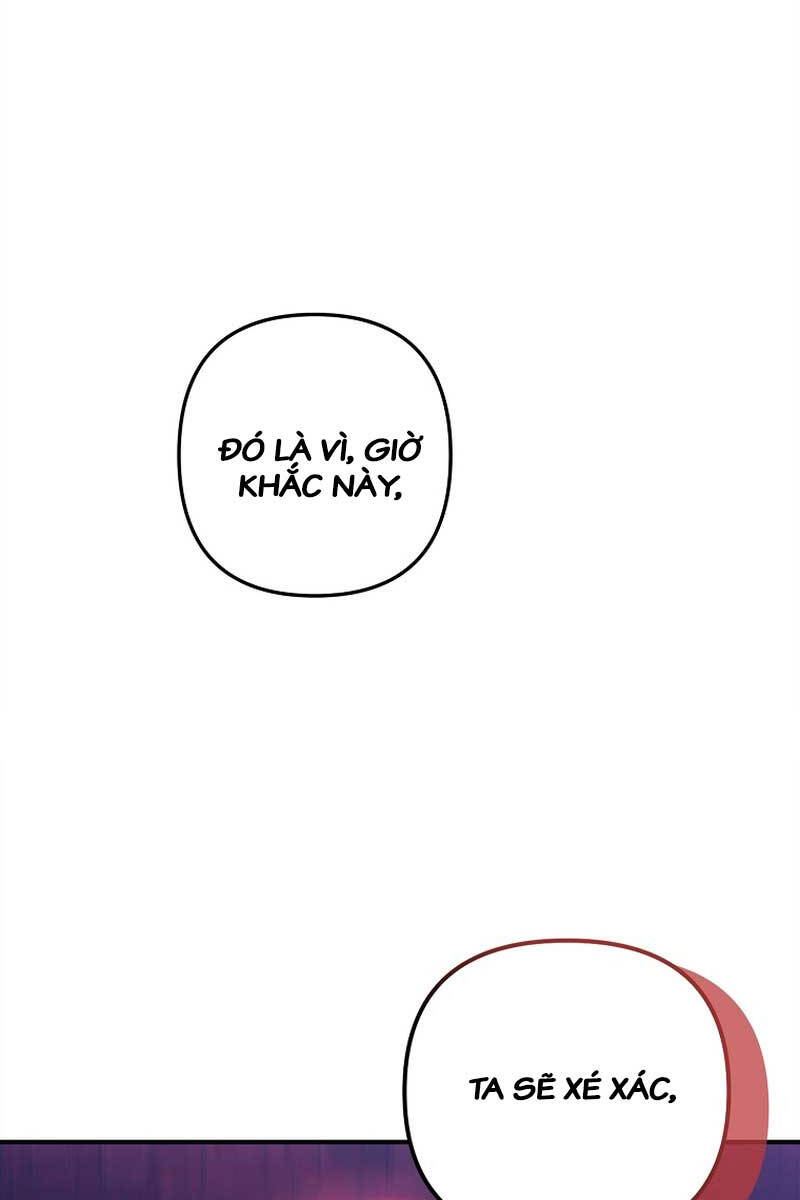 ĐÓ LÀ VÌ, GIỜ
KHẮC NÀY,
TA SẼ XÉ XÁC,